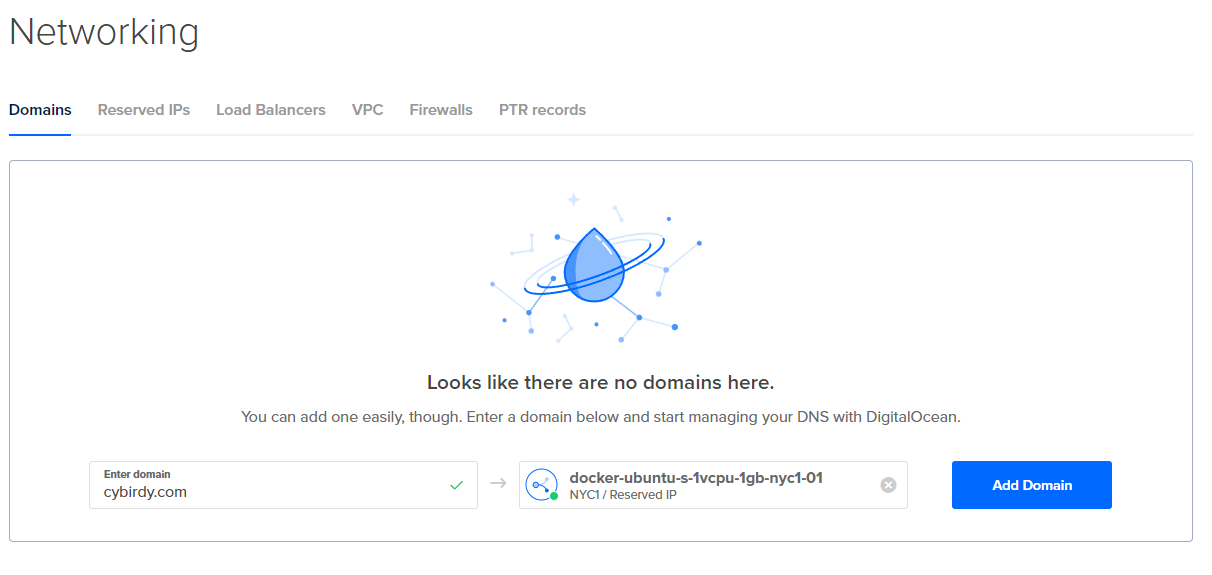 Networking
Domains Reserved IPs Load Balancers VPC Firewalls PTR records
Looks like there are no domains here.
You can add one easily, though. Enter a domain below and start managing your DNS with DigitalOcean.
Enter domain
cybirdy.com
docker-ubuntu-s-1vcpu-1gb-nyc1-01
NYC1 / Reserved IP
Add Domain